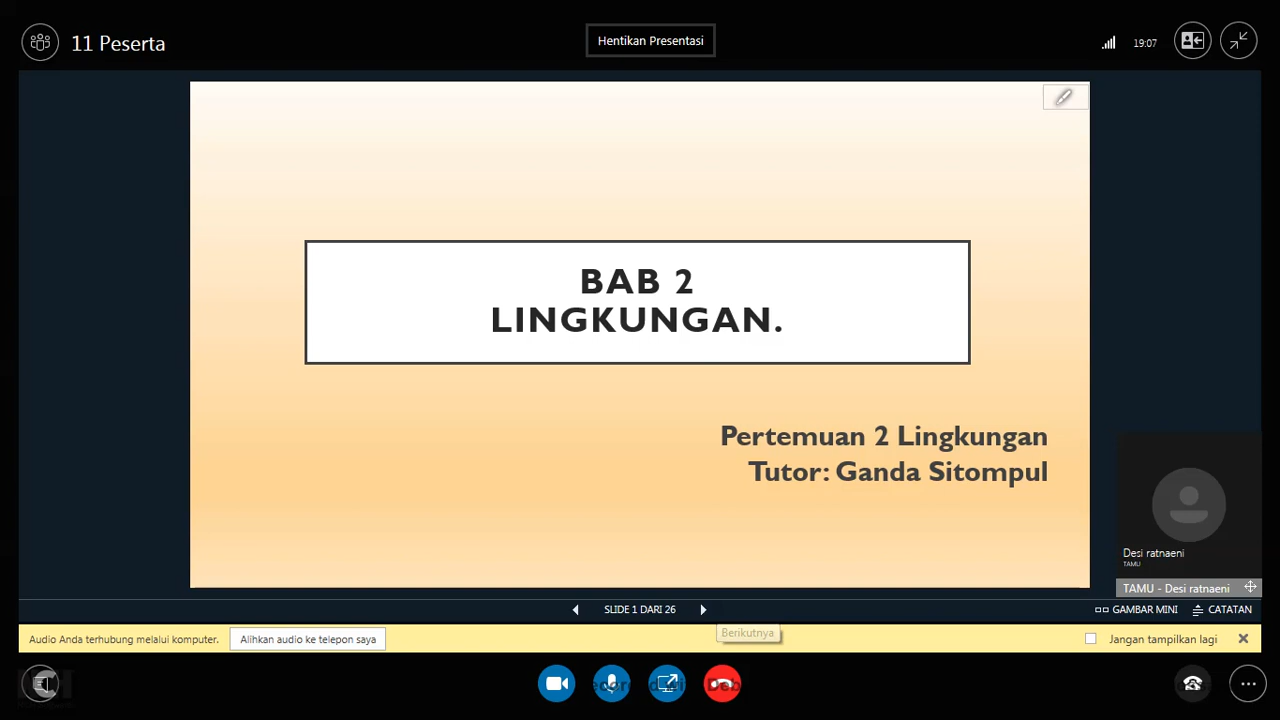 11 Peserta
Hentikan Presentasi
19:07
BAB 2
LINGKUNGAN.
Pertemuan 2 Lingkungan
Tutor: Ganda Sitompul
Desi ratnaeni
TAMU
TAMU - Desi ratnaeni
SLIDE 1 DARI 26
GAMBAR MINI
CATATAN
Audio Anda terhubung melalui komputer.
Alihkan audio ke telepon saya
Berikutnya
Jangan tampilkan lagi